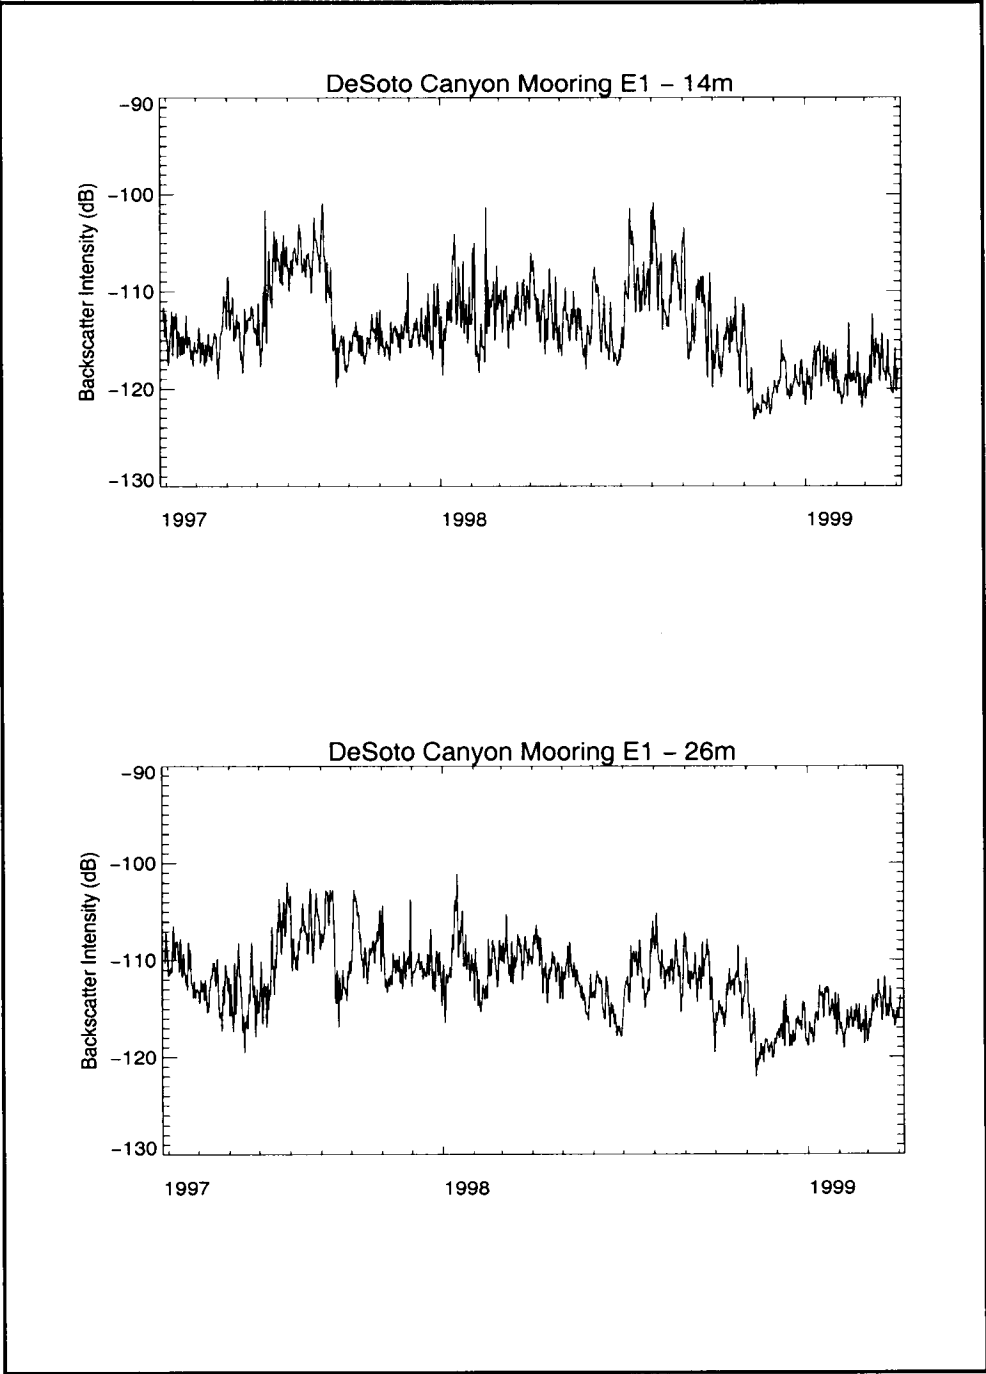 DeSoto Canyon Mooring E1 − 14m
−90
−100
−110
−120
−130
Backscatter Intensity (dB)
1997 1998 1999
DeSoto Canyon Mooring E1 − 26m
−90
−100
−110
−120
−130
Backscatter Intensity (dB)
1997 1998 1999